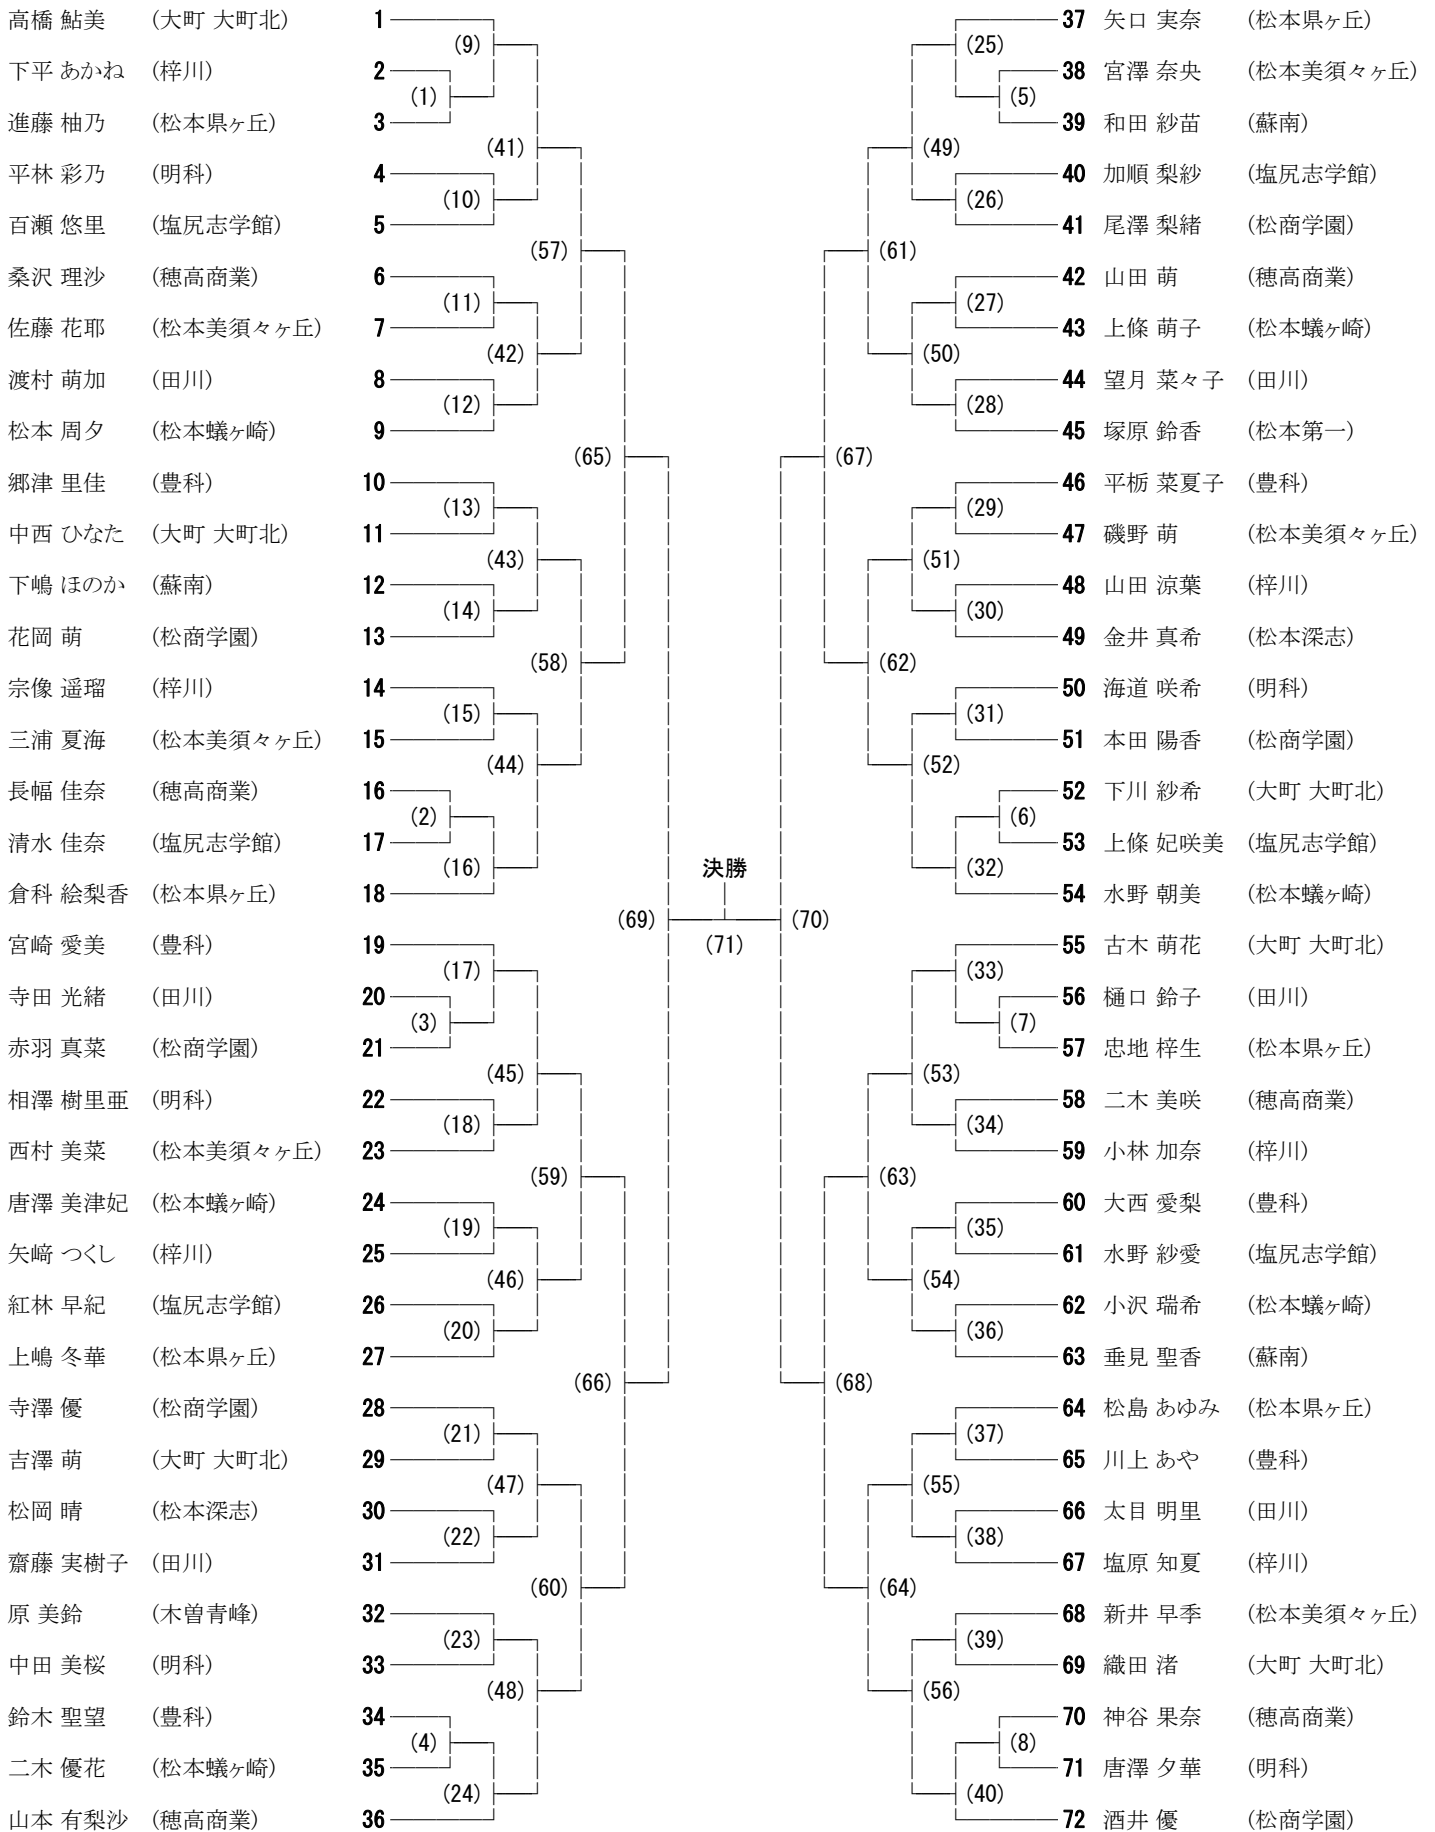 高橋 鮎美 (大町 大町北) 1
(9)
下平 あかね (梓川) 2
(1)
進藤 柚乃 (松本県ヶ丘) 3
(41)
平林 彩乃 (明科) 4
(10)
百瀬 悠里 (塩尻志学館) 5
(57)
桑沢 理沙 (穂高商業) 6
(11)
佐藤 花耶 (松本美須々ヶ丘) 7
(42)
渡村 萌加 (田川) 8
(12)
松本 周夕 (松本蟻ヶ崎) 9
(65)
郷津 里佳 (豊科) 10
(13)
中西 ひなた (大町 大町北) 11
(43)
下嶋 ほのか (蘇南) 12
(14)
花岡 萌 (松商学園) 13
(58)
宗像 遥瑠 (梓川) 14
(15)
三浦 夏海 (松本美須々ヶ丘) 15
(44)
長幅 佳奈 (穂高商業) 16
(2)
清水 佳奈 (塩尻志学館) 17
(16)
倉科 絵梨香 (松本県ヶ丘) 18
(69)
宮崎 愛美 (豊科) 19
(17)
寺田 光緒 (田川) 20
(3)
赤羽 真菜 (松商学園) 21
(45)
相澤 樹里亜 (明科) 22
(18)
西村 美菜 (松本美須々ヶ丘) 23
(59)
唐澤 美津妃 (松本蟻ヶ崎) 24
(19)
矢﨑 つくし (梓川) 25
(46)
紅林 早紀 (塩尻志学館) 26
(20)
上嶋 冬華 (松本県ヶ丘) 27
(66)
寺澤 優 (松商学園) 28
(21)
吉澤 萌 (大町 大町北) 29
(47)
松岡 晴 (松本深志) 30
(22)
齋藤 実樹子 (田川) 31
(60)
原 美鈴 (木曽青峰) 32
(23)
中田 美桜 (明科) 33
(48)
鈴木 聖望 (豊科) 34
(4)
二木 優花 (松本蟻ヶ崎) 35
(24)
山本 有梨沙 (穂高商業) 36
決勝
(71)
37 矢口 実奈 (松本県ヶ丘)
(25)
38 宮澤 奈央 (松本美須々ヶ丘)
(5)
39 和田 紗苗 (蘇南)
(49)
40 加順 梨紗 (塩尻志学館)
(26)
41 尾澤 梨緒 (松商学園)
(61)
42 山田 萌 (穂高商業)
(27)
43 上條 萌子 (松本蟻ヶ崎)
(50)
44 望月 菜々子 (田川)
(28)
45 塚原 鈴香 (松本第一)
(67)
46 平栃 菜夏子 (豊科)
(29)
47 磯野 萌 (松本美須々ヶ丘)
(51)
48 山田 涼葉 (梓川)
(30)
49 金井 真希 (松本深志)
(62)
50 海道 咲希 (明科)
(31)
51 本田 陽香 (松商学園)
(52)
52 下川 紗希 (大町 大町北)
(6)
53 上條 妃咲美 (塩尻志学館)
(32)
54 水野 朝美 (松本蟻ヶ崎)
(70)
55 古木 萌花 (大町 大町北)
(33)
56 樋口 鈴子 (田川)
(7)
57 忠地 梓生 (松本県ヶ丘)
(53)
58 二木 美咲 (穂高商業)
(34)
59 小林 加奈 (梓川)
(63)
60 大西 愛梨 (豊科)
(35)
61 水野 紗愛 (塩尻志学館)
(54)
62 小沢 瑞希 (松本蟻ヶ崎)
(36)
63 垂見 聖香 (蘇南)
(68)
64 松島 あゆみ (松本県ヶ丘)
(37)
65 川上 あや (豊科)
(55)
66 太目 明里 (田川)
(38)
67 塩原 知夏 (梓川)
(64)
68 新井 早季 (松本美須々ヶ丘)
(39)
69 織田 渚 (大町 大町北)
(56)
70 神谷 果奈 (穂高商業)
(8)
71 唐澤 夕華 (明科)
(40)
72 酒井 優 (松商学園)